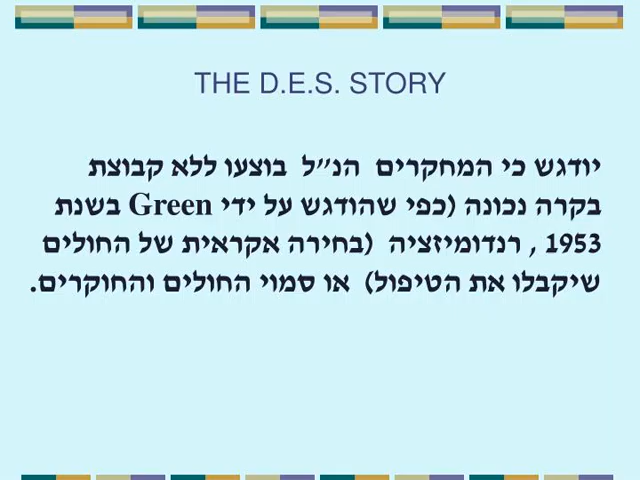 THE D.E.S. STORY
יודגש כי המחקרים הנ״ל בוצעו ללא קבוצת
בקרה נכונה (כפי שהודגש על ידי Green בשנת
1953 , רנדומיזציה (בחירה אקראית של החולים
שיקבלו את הטיפול) או סמוי החולים והחוקרים.